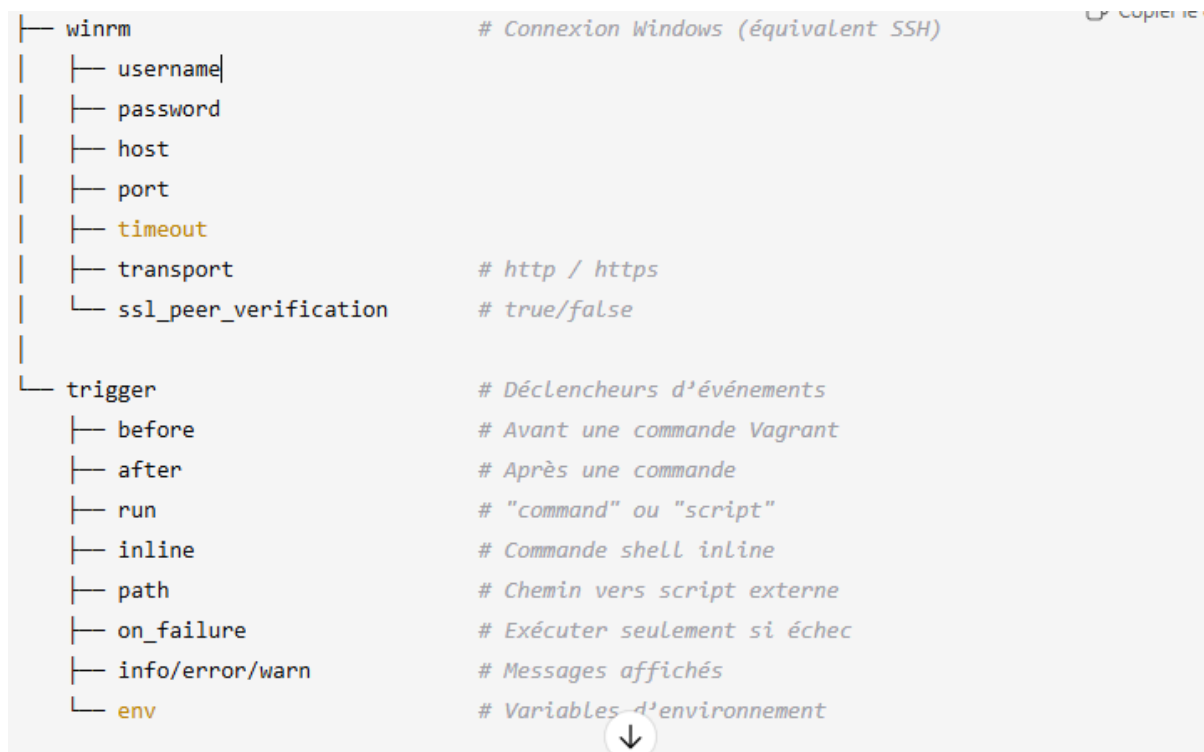 ├── winrm # Connexion Windows (équivalent SSH)
│ ├── username
│ ├── password
│ ├── host
│ ├── port
│ ├── timeout
│ ├── transport # http / https
│ └── ssl_peer_verification # true/false
│
└── trigger # Déclencheurs d’événements
├── before # Avant une commande Vagrant
├── after # Après une commande
├── run # "command" ou "script"
├── inline # Commande shell inline
├── path # Chemin vers script externe
├── on_failure # Exécuter seulement si échec
├── info/error/warn # Messages affichés
└── env # Variables d’environnement